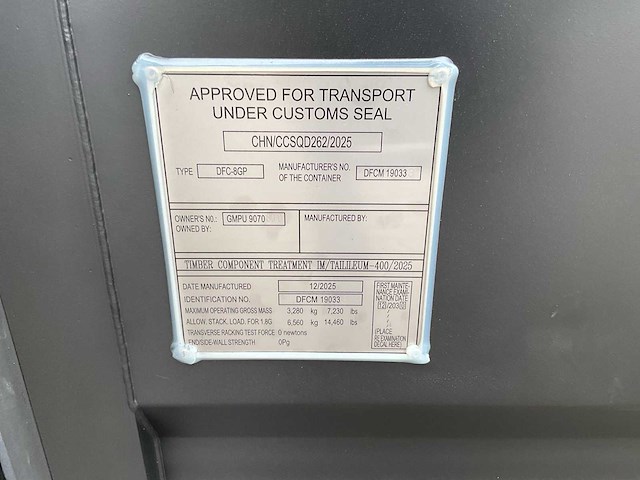 APPROVED FOR TRANSPORT
UNDER CUSTOMS SEAL
CHN/CCSQD262/2025
TYPE DFC-8GP MANUFACTURER'S NO. OF THE CONTAINER DFCM 19033
OWNER'S NO.: GMPU 9070 MANUFACTURED BY:
OWNED BY:
TIMBER COMPONENT TREATMENT IM/TAILILEUM-400/2025
DATE MANUFACTURED 12/2025
IDENTIFICATION NO. DFCM 19033
MAXIMUM OPERATING GROSS MASS 3,280 kg 7,230 lbs
ALLOW. STACK. LOAD. FOR 1.8G 6,560 kg 14,460 lbs
TRANSVERSE RACKING TEST FORCE 0 newtons
END/SIDE-WALL STRENGTH 0Pg
FIRST MAINTE-
NANCE EXAMI-
NATION DATE
12/2030
(PLACE
RE EXAMINATION
DECAL HERE)